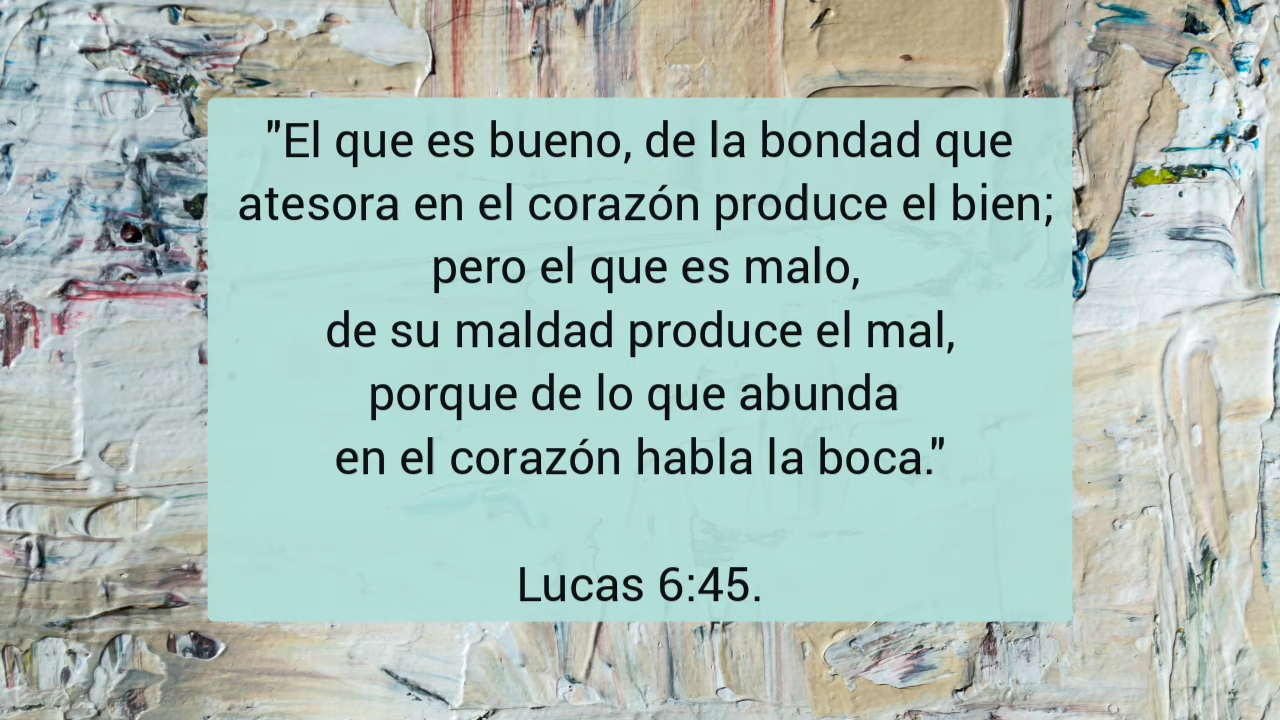 "El que es bueno, de la bondad que
atesora en el corazón produce el bien;
pero el que es malo,
de su maldad produce el mal,
porque de lo que abunda
en el corazón habla la boca."
Lucas 6:45.